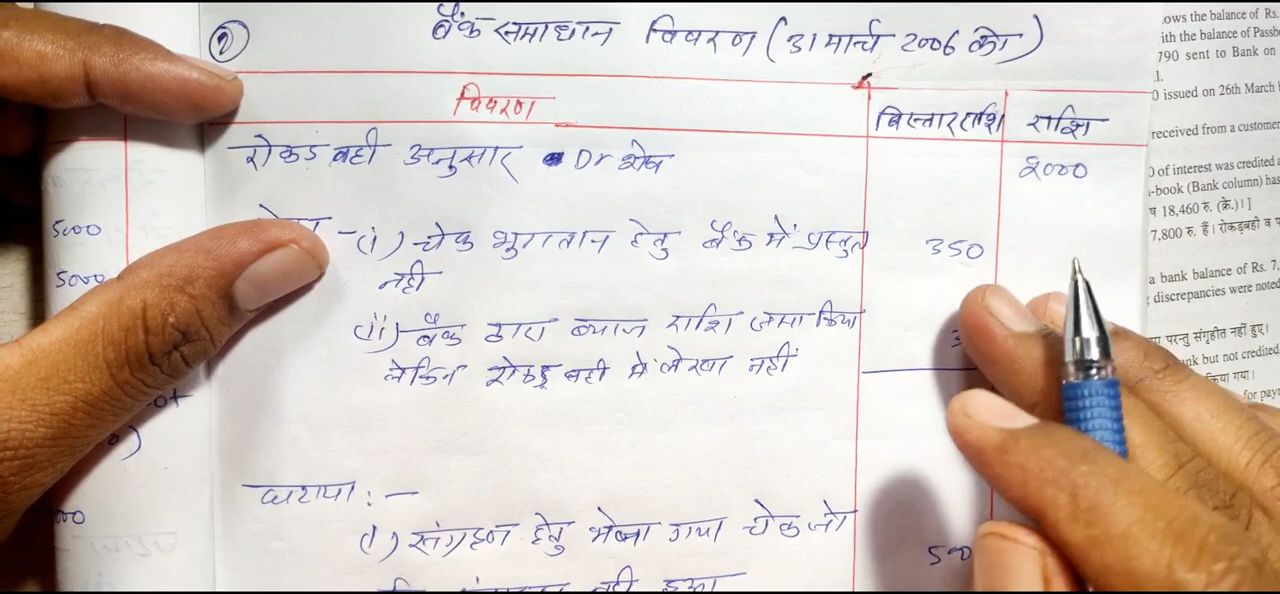 ② बैंक समाधान विवरण (31 मार्च 2006 को)
विवरण
विस्तार राशि
राशि
रोकड़ बही अनुसार Dr शेष
2000
(i) चेक भुगतान हेतु बैंक में प्रस्तुत
नहीं
350
(ii) बैंक द्वारा ब्याज राशि जमा किया
लेकिन रोकड़ बही में लेखा नहीं
घटाया :-
(i) संग्रहन हेतु भेजा गया चेक जो
500
नहीं हुआ
5000
5000
ows the balance of Rs.
ith the balance of Passb
790 sent to Bank on
issued on 26th March
received from a customer
of interest was credited
-book (Bank column) has
18,460 रु. (क्रे.)।]
7,800 रु. है। रोकड़बही व
a bank balance of Rs. 7,
discrepancies were noted
परन्तु संगृहीत नहीं हुए।
nk but not credited
किया गया।
for pay